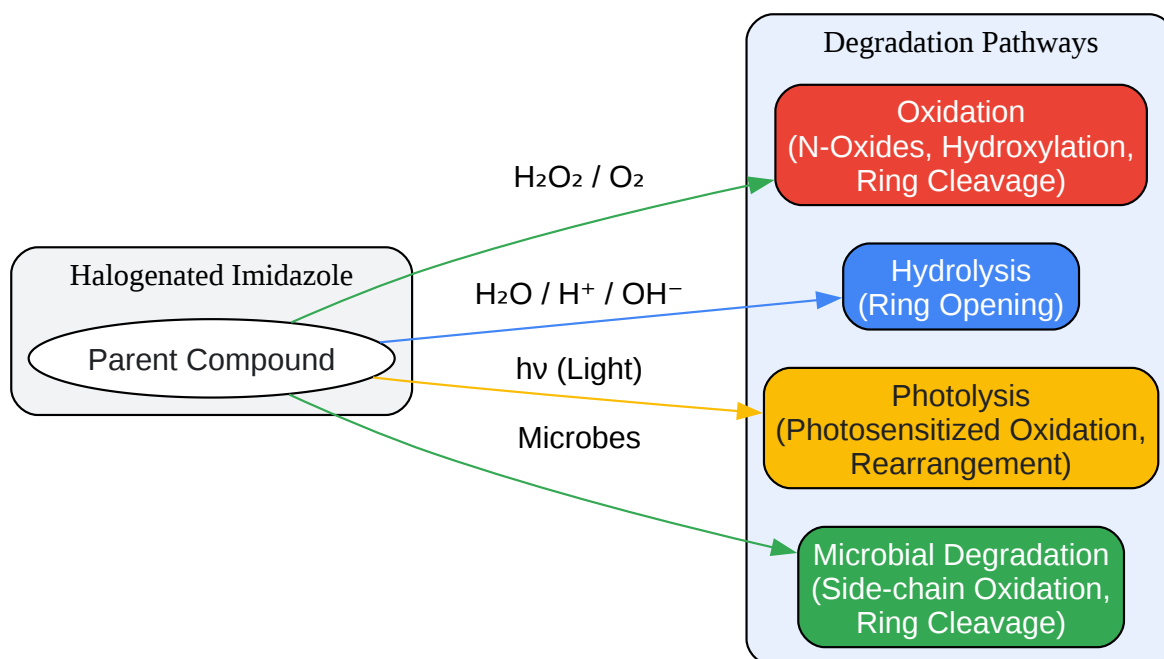 Degradation Pathways
Oxidation
(N-Oxides, Hydroxylation,
Ring Cleavage)
H₂O₂ / O₂
Halogenated Imidazole
Parent Compound
H₂O / H⁺ / OH⁻
Hydrolysis
(Ring Opening)
hν (Light)
Photolysis
(Photosensitized Oxidation,
Rearrangement)
Microbes
Microbial Degradation
(Side-chain Oxidation,
Ring Cleavage)